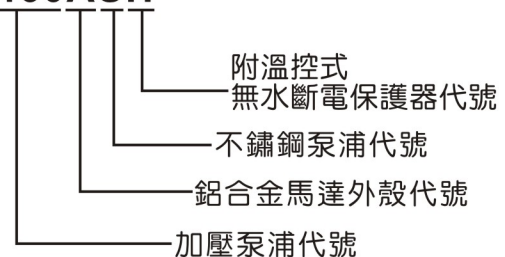 附溫控式
無水斷電保護器代號
不鏽鋼泵浦代號
鋁合金馬達外殼代號
加壓泵浦代號